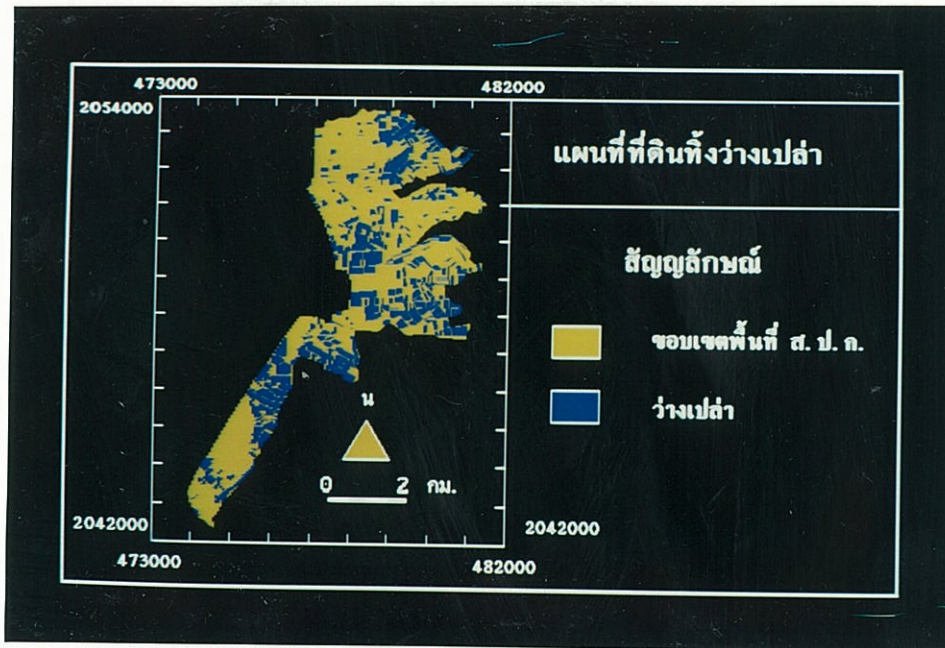 473000 482000
2054000
แผนที่ที่ดินทิ้งว่างเปล่า
สัญญลักษณ์
ขอบเขตพื้นที่ ส.ป.ก.
ว่างเปล่า
น
0 2 กม.
2042000 2042000
473000 482000